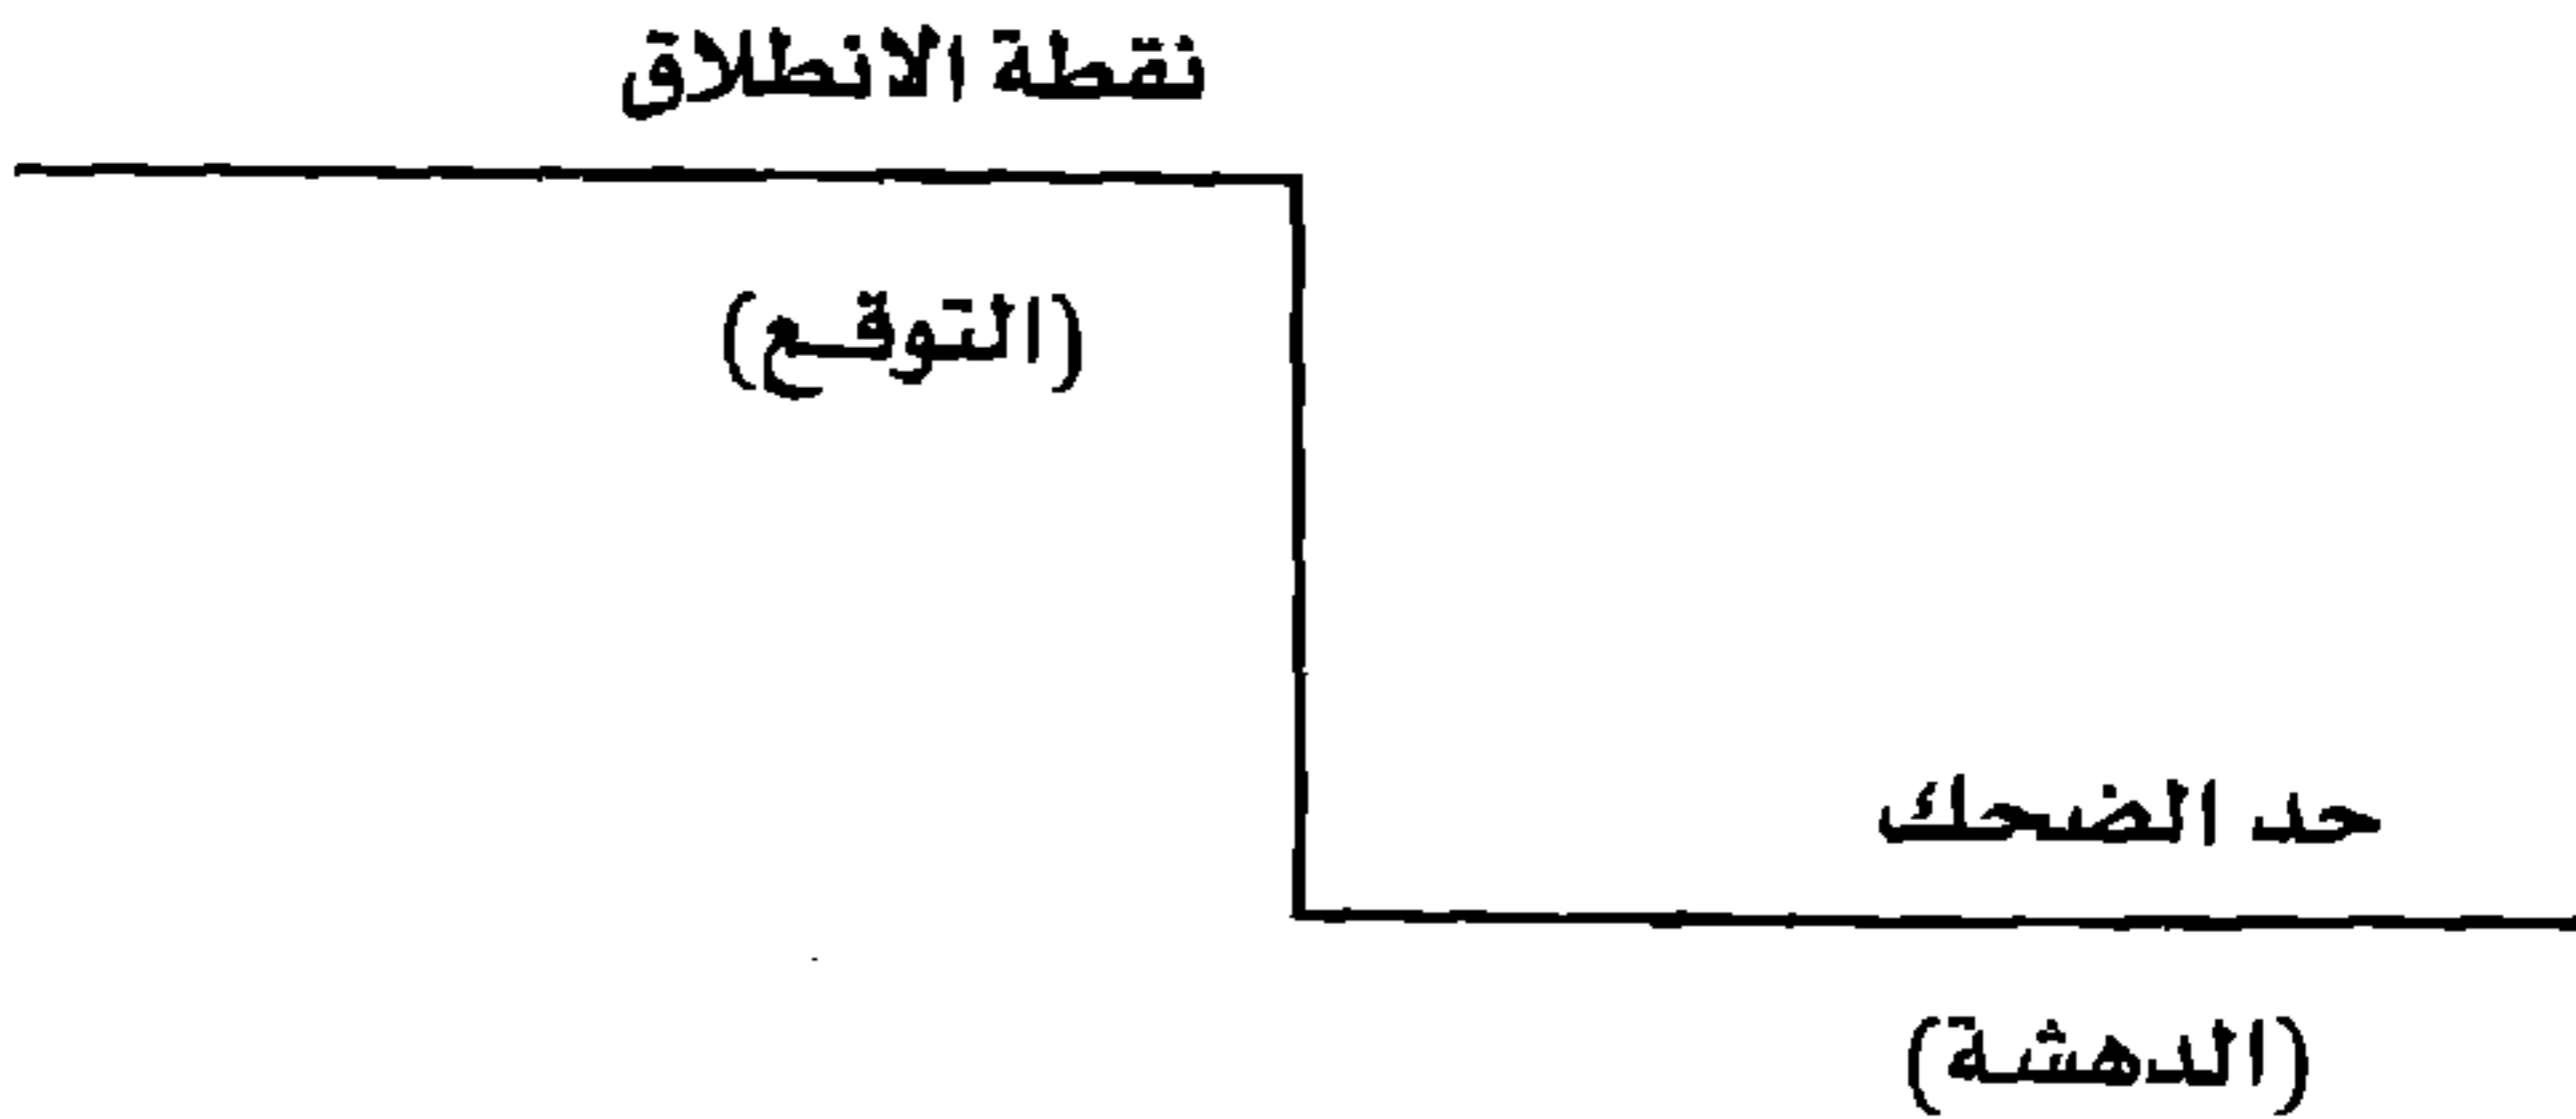 نقطة الانطلاق
(التوقع)
حد الضحك
(الدهشة)